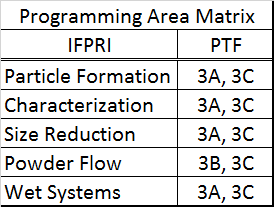 Programming Area Matrix
IFPRI PTF
Particle Formation 3A, 3C
Characterization 3A, 3C
Size Reduction 3A, 3C
Powder Flow 3B, 3C
Wet Systems 3A, 3C